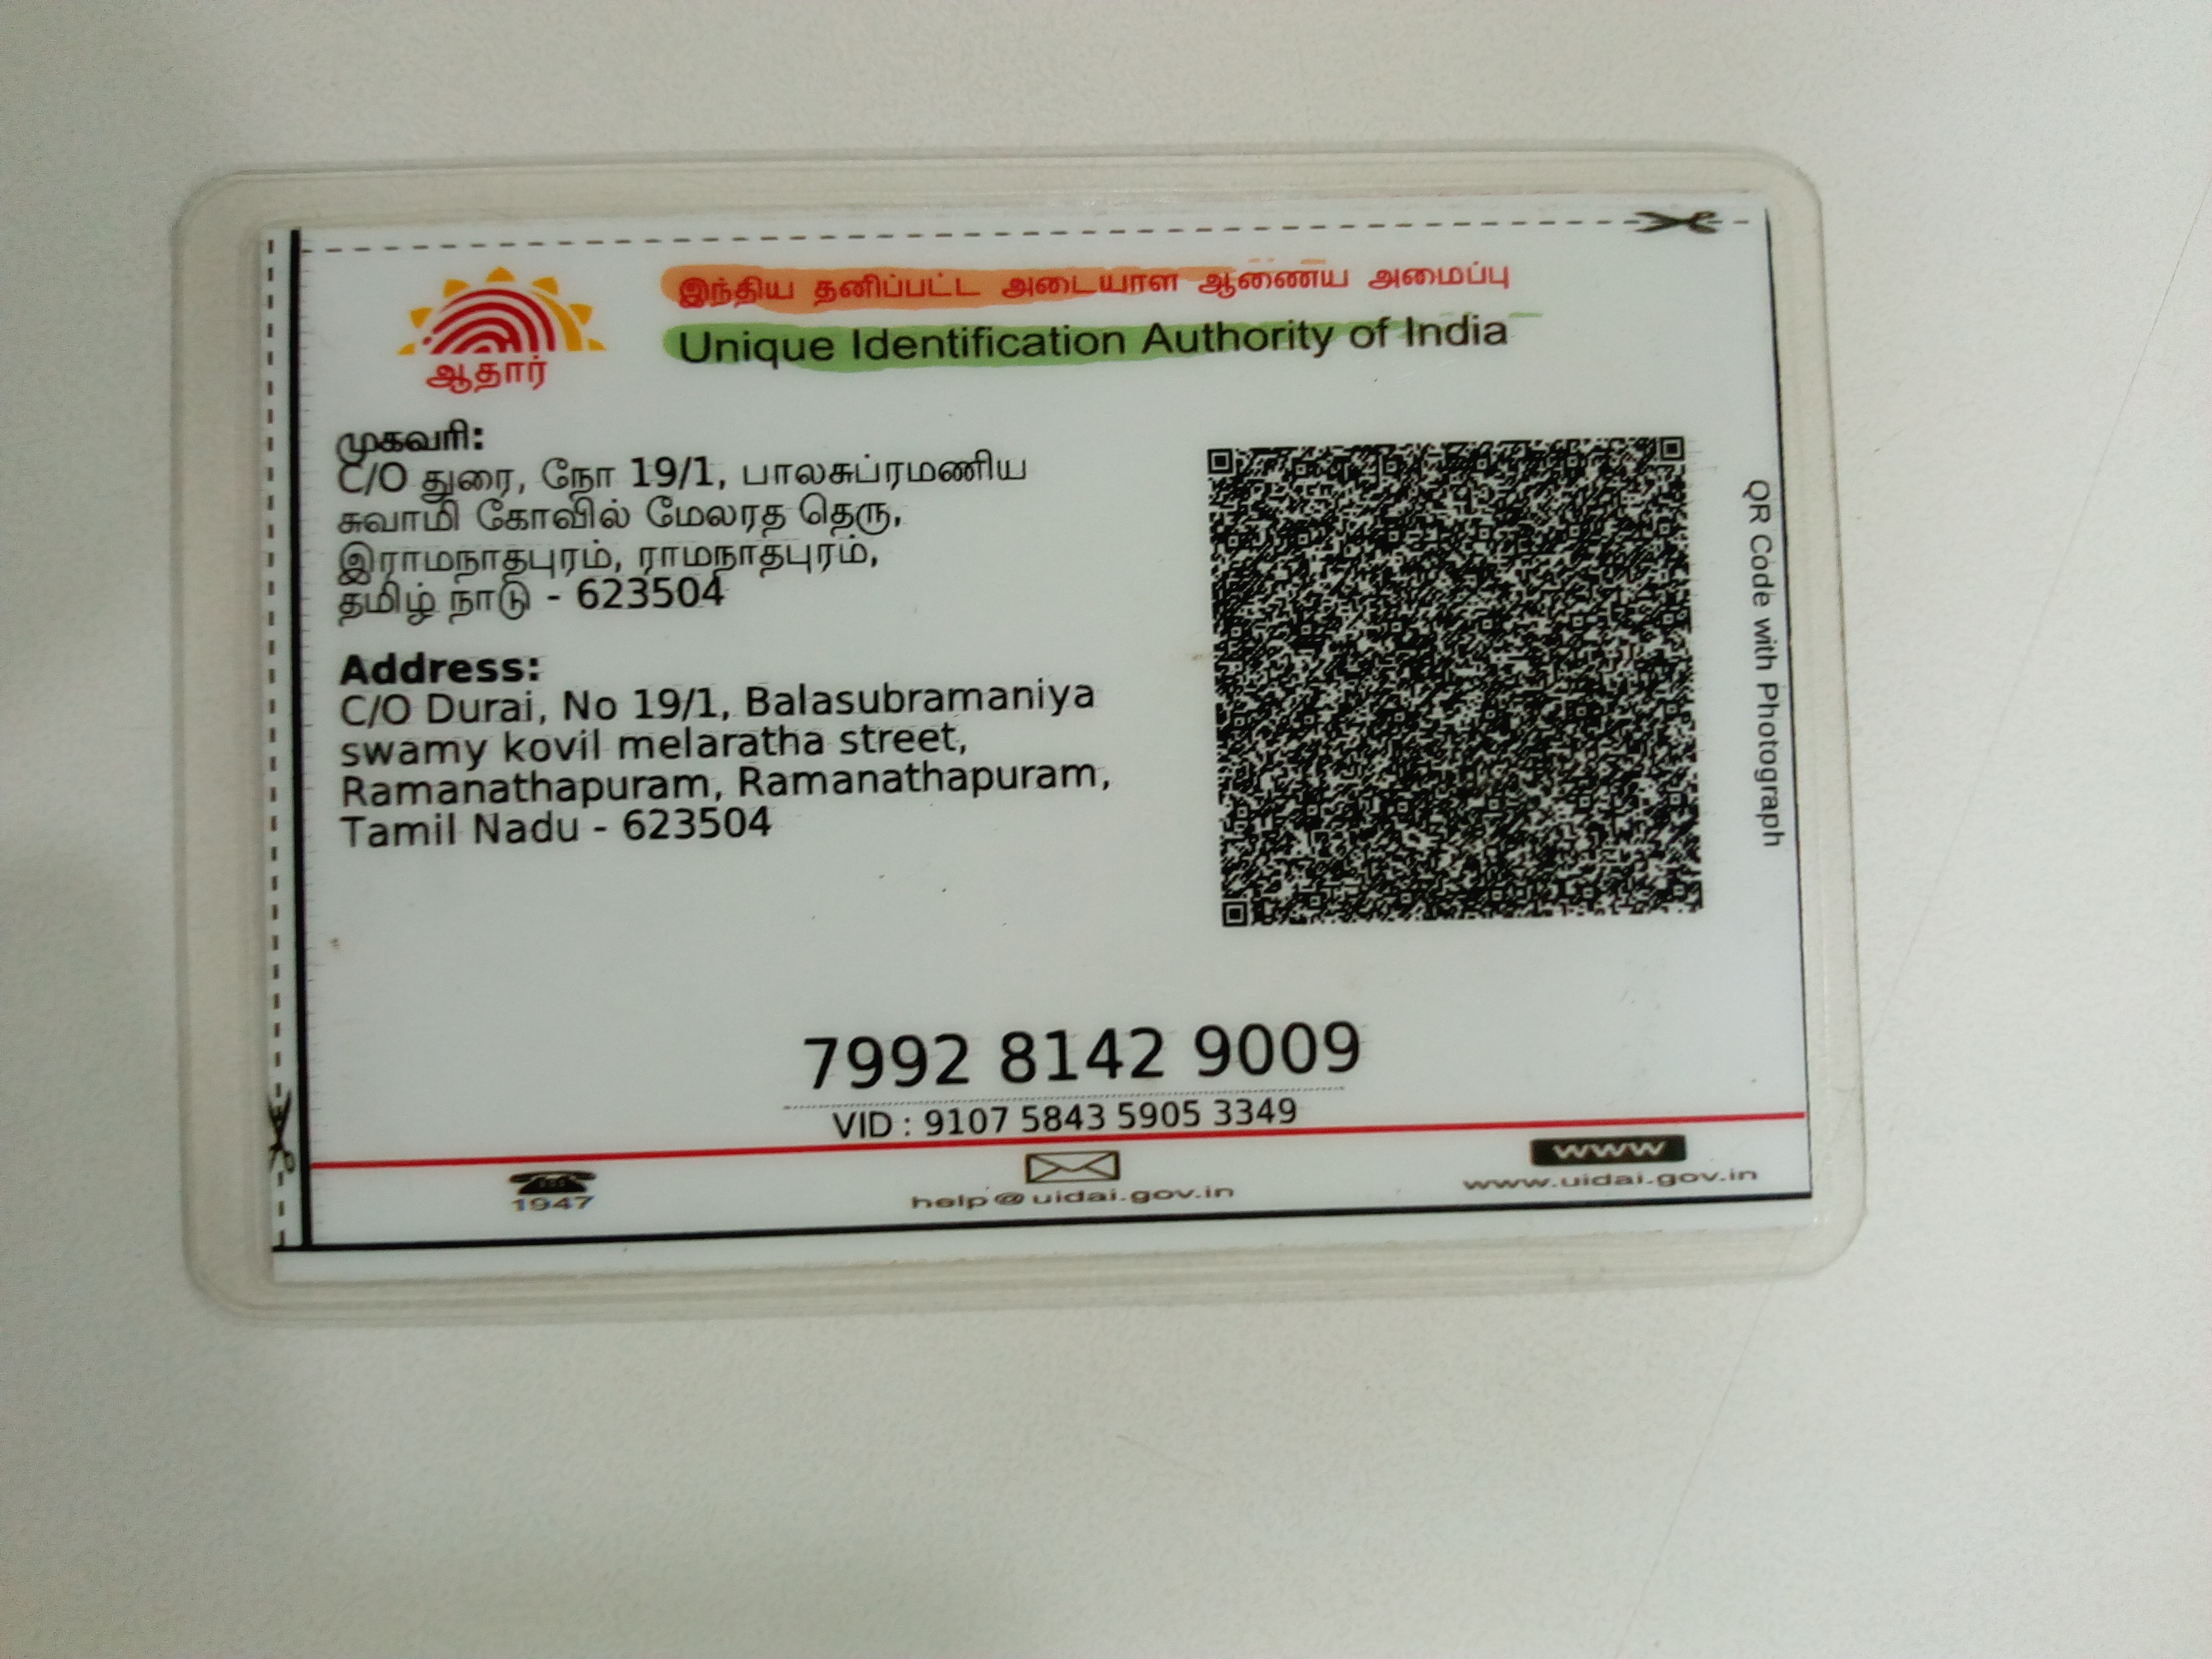 இந்திய தனிப்பட்ட அடையாள ஆணைய அமைப்பு
Unique Identification Authority of India
ஆதார்
முகவரி:
C/O துரை, நோ 19/1, பாலசுப்ரமணிய
சுவாமி கோவில் மேலரத தெரு,
இராமநாதபுரம், ராமநாதபுரம்,
தமிழ் நாடு - 623504
Address:
C/O Durai, No 19/1, Balasubramaniya
swamy kovil melaratha street,
Ramanathapuram, Ramanathapuram,
Tamil Nadu - 623504
QR Code with Photograph
7992 8142 9009
VID : 9107 5843 5905 3349
1947
help@uidai.gov.in
www
www.uidai.gov.in